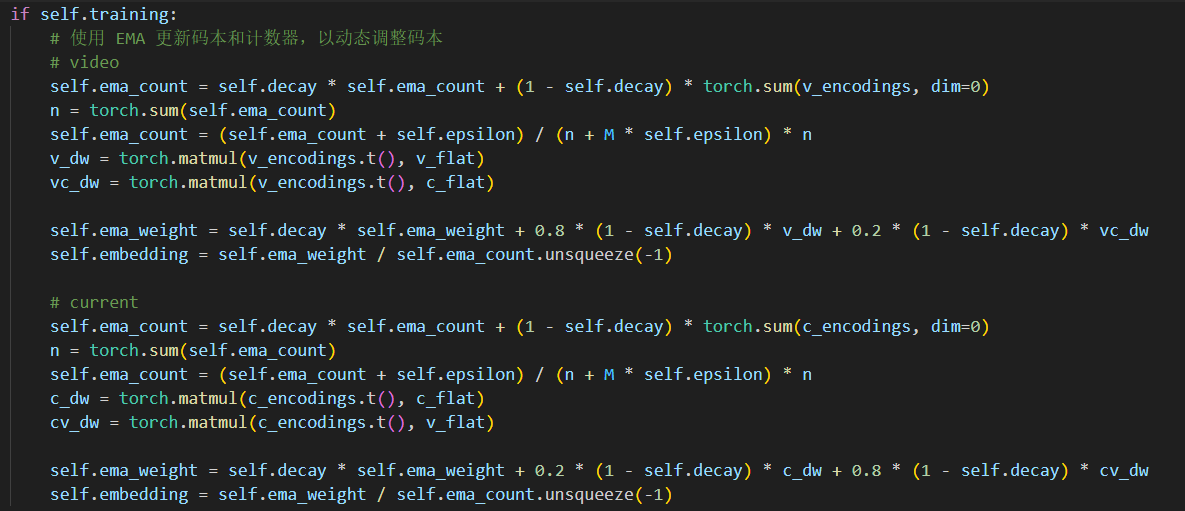 if self.training:
    # 使用 EMA 更新码本和计数器，以动态调整码本
    # video
    self.ema_count = self.decay * self.ema_count + (1 - self.decay) * torch.sum(v_encodings, dim=0)
    n = torch.sum(self.ema_count)
    self.ema_count = (self.ema_count + self.epsilon) / (n + M * self.epsilon) * n
    v_dw = torch.matmul(v_encodings.t(), v_flat)
    vc_dw = torch.matmul(v_encodings.t(), c_flat)

    self.ema_weight = self.decay * self.ema_weight + 0.8 * (1 - self.decay) * v_dw + 0.2 * (1 - self.decay) * vc_dw
    self.embedding = self.ema_weight / self.ema_count.unsqueeze(-1)

    # current
    self.ema_count = self.decay * self.ema_count + (1 - self.decay) * torch.sum(c_encodings, dim=0)
    n = torch.sum(self.ema_count)
    self.ema_count = (self.ema_count + self.epsilon) / (n + M * self.epsilon) * n
    c_dw = torch.matmul(c_encodings.t(), c_flat)
    cv_dw = torch.matmul(c_encodings.t(), v_flat)

    self.ema_weight = self.decay * self.ema_weight + 0.2 * (1 - self.decay) * c_dw + 0.8 * (1 - self.decay) * cv_dw
    self.embedding = self.ema_weight / self.ema_count.unsqueeze(-1)